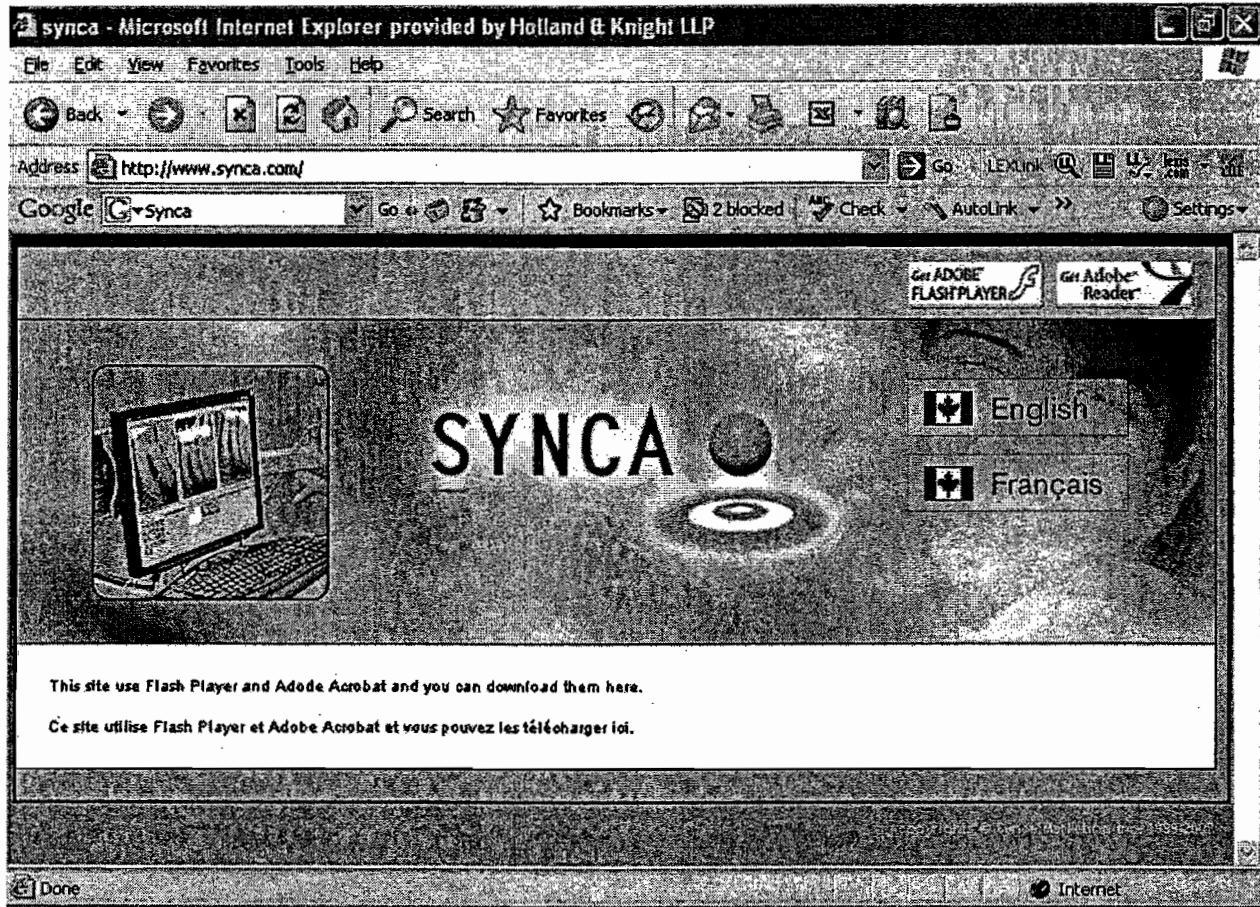 synca - Microsoft Internet Explorer provided by Holland & Knight LLP
File Edit View Favorites Tools Help
Back Search Favorites
Address http://www.synca.com/ Go LEXLink
Google Synca Go Bookmarks 2 blocked Check AutoLink >> Settings
Get ADOBE FLASH PLAYER
Get Adobe Reader
SYNCA
English
Français
This site use Flash Player and Adode Acrobat and you can download them here.
Ce site utilise Flash Player et Adobe Acrobat et vous pouvez les télécharger ici.
Done Internet